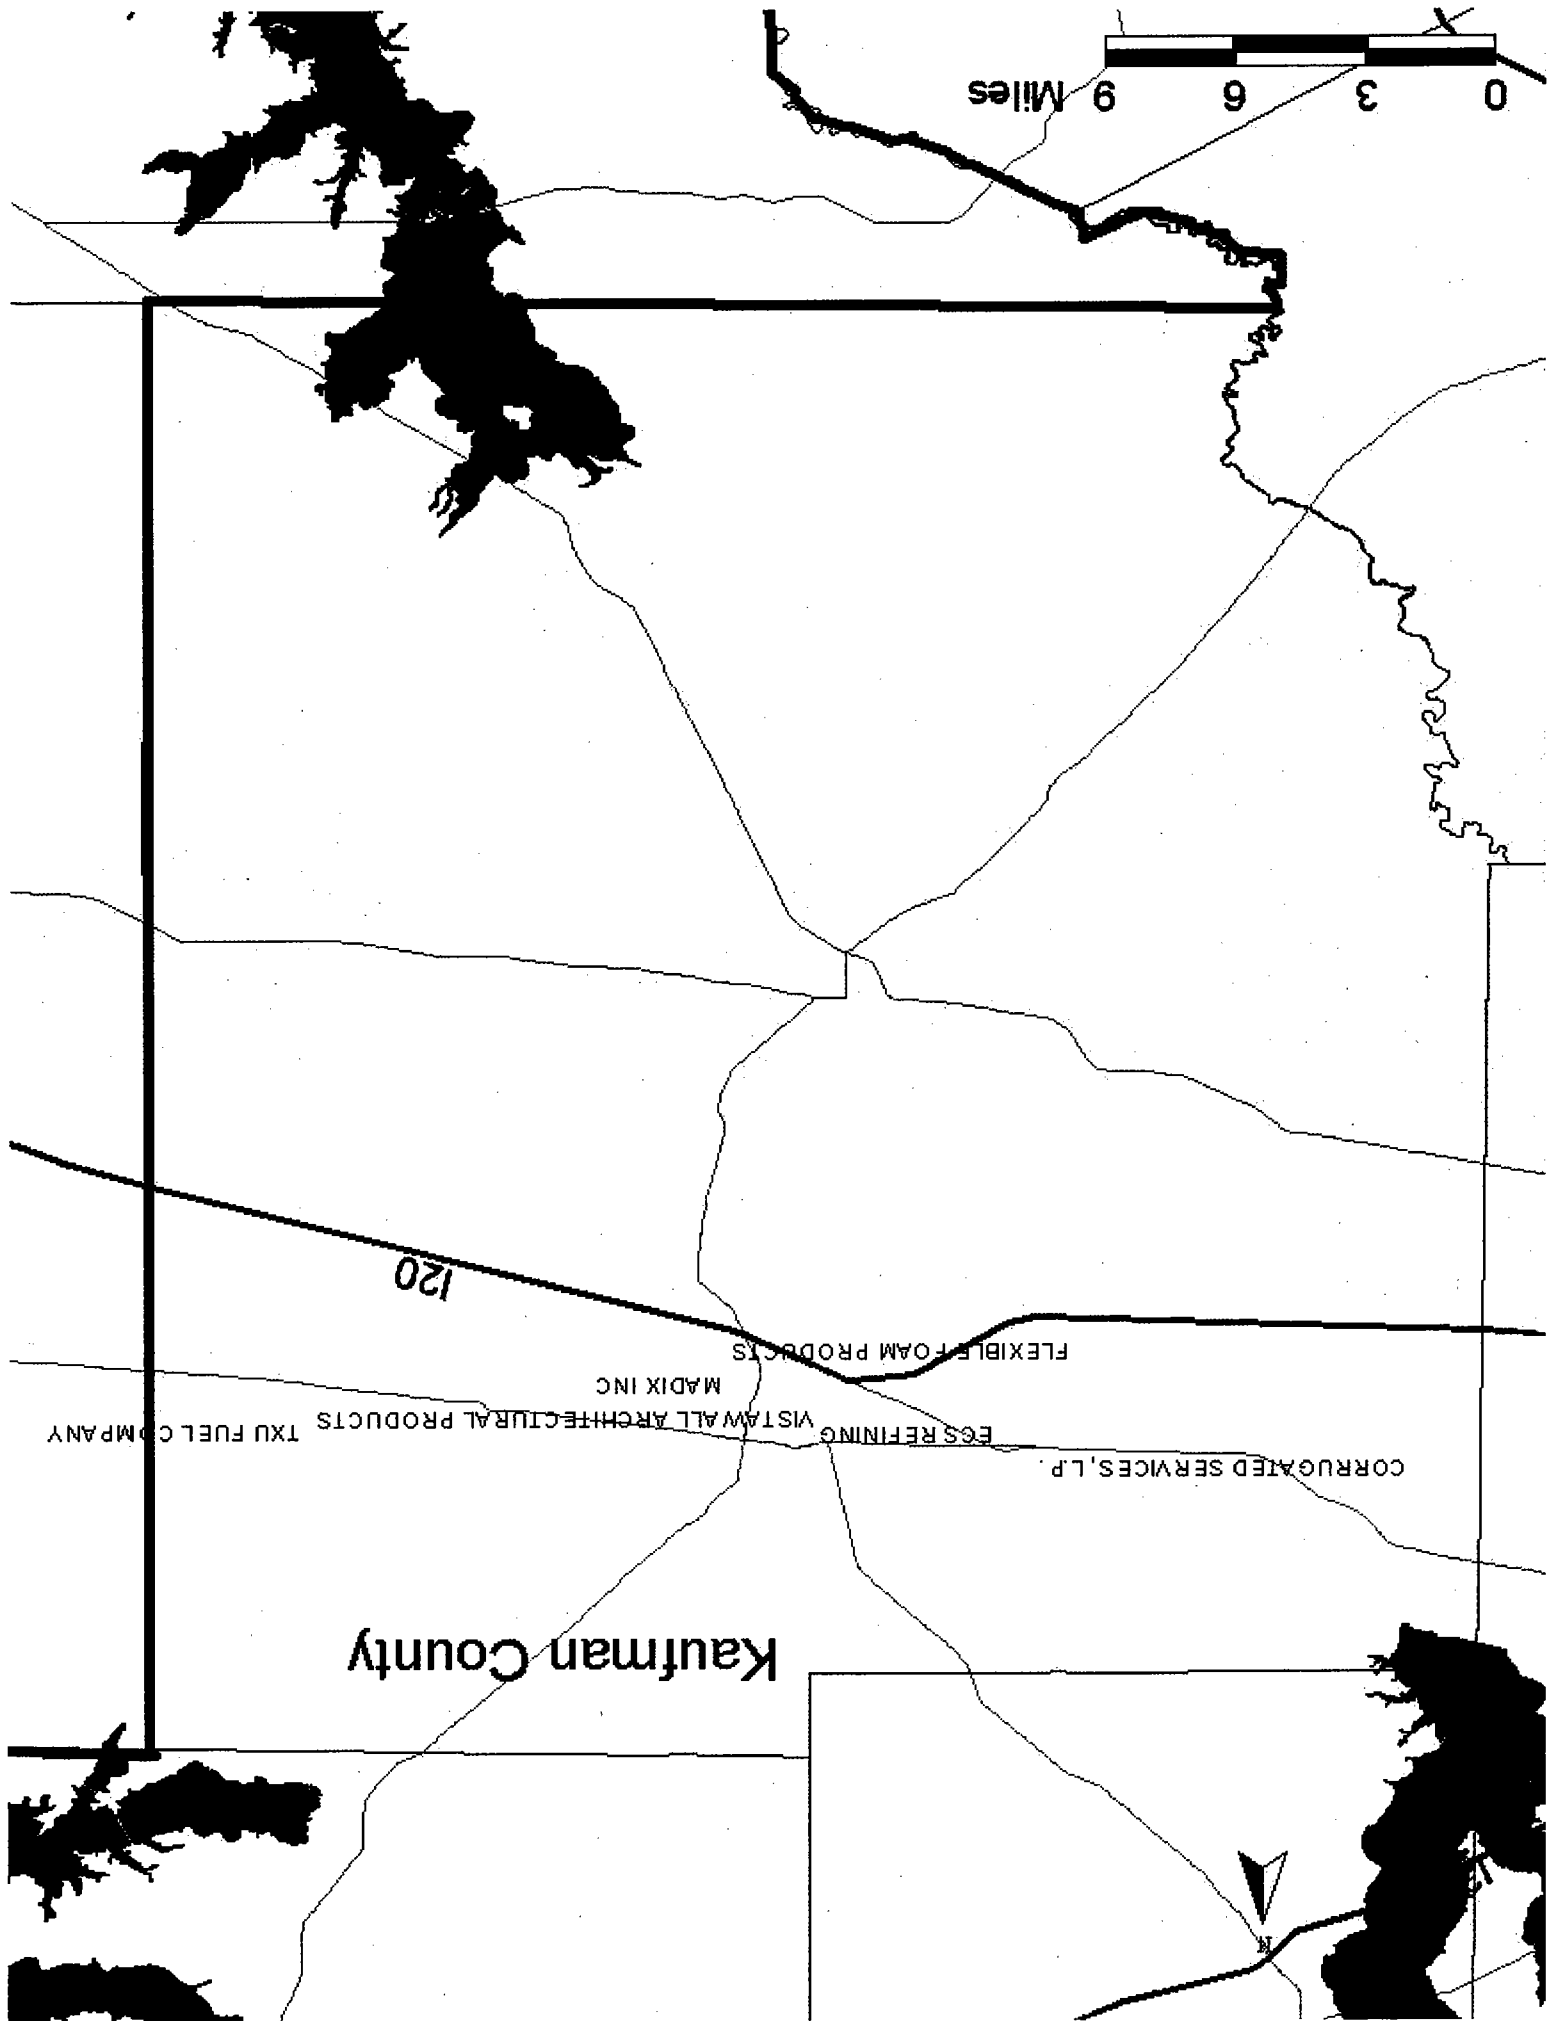 N
Kaufman County
CORRUGATED SERVICES, L.P.
ECS REFINING
VISTAWALL ARCHITECTURAL PRODUCTS
TXU FUEL COMPANY
MADIX INC
FLEXIBLE FOAM PRODUCTS
I20
0 3 6 9 Miles